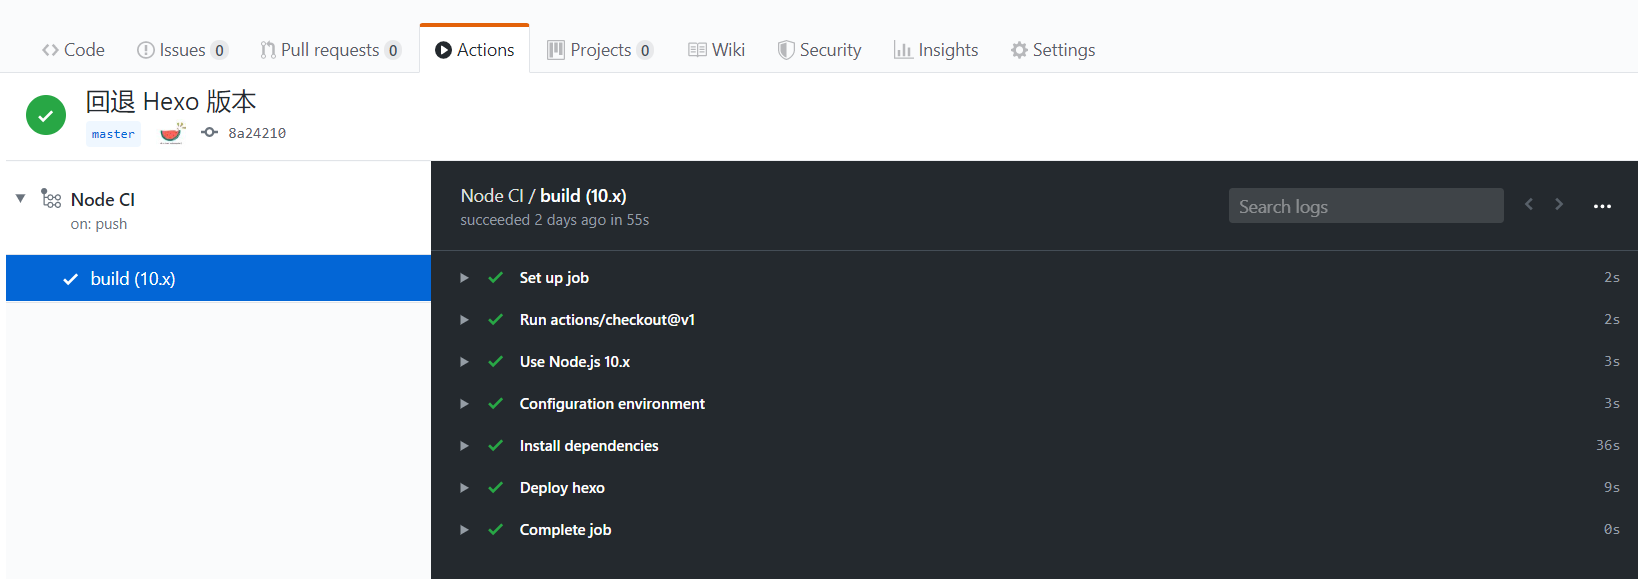 Code Issues 0 Pull requests 0 Actions Projects 0 Wiki Security Insights Settings
回退 Hexo 版本
master 8a24210
Node CI
on: push
build (10.x)
Node CI / build (10.x)
succeeded 2 days ago in 55s
Search logs
Set up job 2s
Run actions/checkout@v1 2s
Use Node.js 10.x 3s
Configuration environment 3s
Install dependencies 36s
Deploy hexo 9s
Complete job 0s